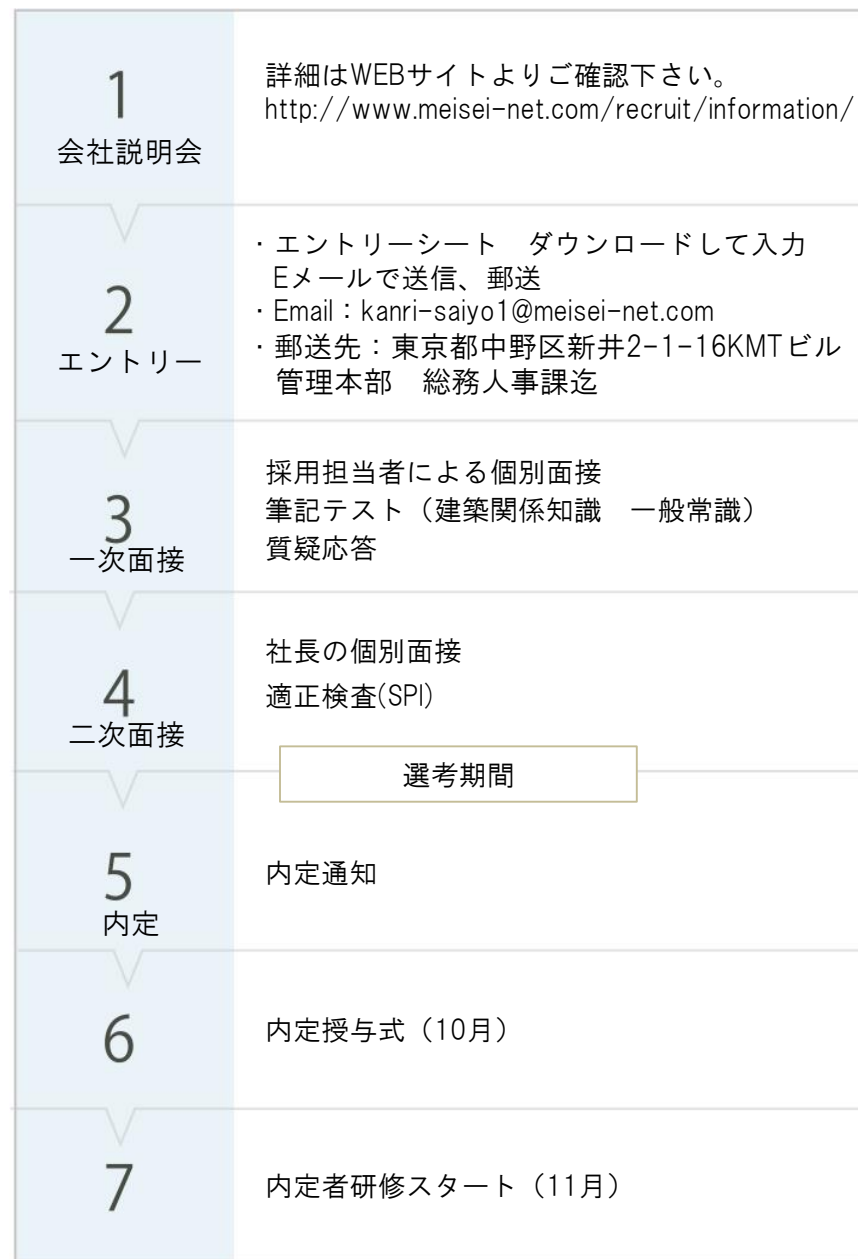 1
会社説明会
詳細はWEBサイトよりご確認下さい。
http://www.meisei-net.com/recruit/information/
2
エントリー
・エントリーシート　ダウンロードして入力
Eメールで送信、郵送
・Email：kanri-saiyo1@meisei-net.com
・郵送先：東京都中野区新井2-1-16KMTビル
管理本部　総務人事課迄
3
一次面接
採用担当者による個別面接
筆記テスト（建築関係知識　一般常識）
質疑応答
4
二次面接
社長の個別面接
適正検査(SPI)
選考期間
5
内定
内定通知
6
内定授与式（10月）
7
内定者研修スタート（11月）